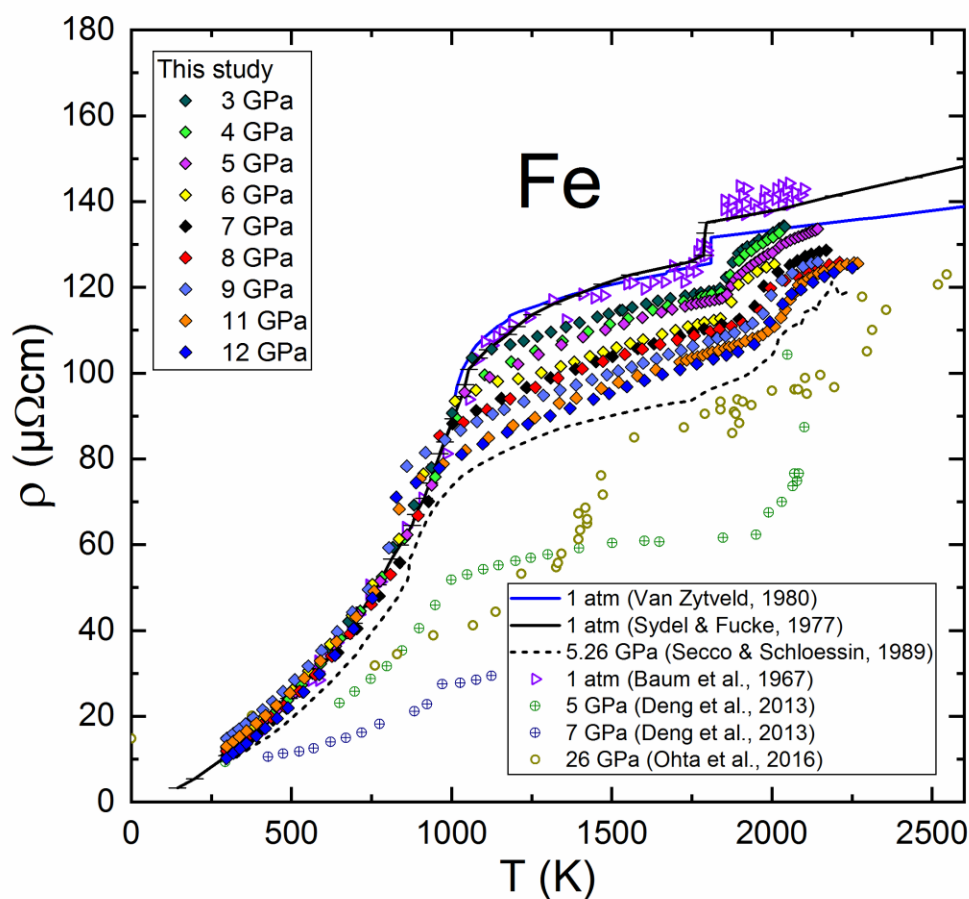 180
160
140
120
100
80
60
40
20
0
ρ (μΩcm)
This study
3 GPa
4 GPa
5 GPa
6 GPa
7 GPa
8 GPa
9 GPa
11 GPa
12 GPa
Fe
1 atm (Van Zytveld, 1980)
1 atm (Sydel & Fucke, 1977)
5.26 GPa (Secco & Schloessin, 1989)
1 atm (Baum et al., 1967)
5 GPa (Deng et al., 2013)
7 GPa (Deng et al., 2013)
26 GPa (Ohta et al., 2016)
0 500 1000 1500 2000 2500
T (K)